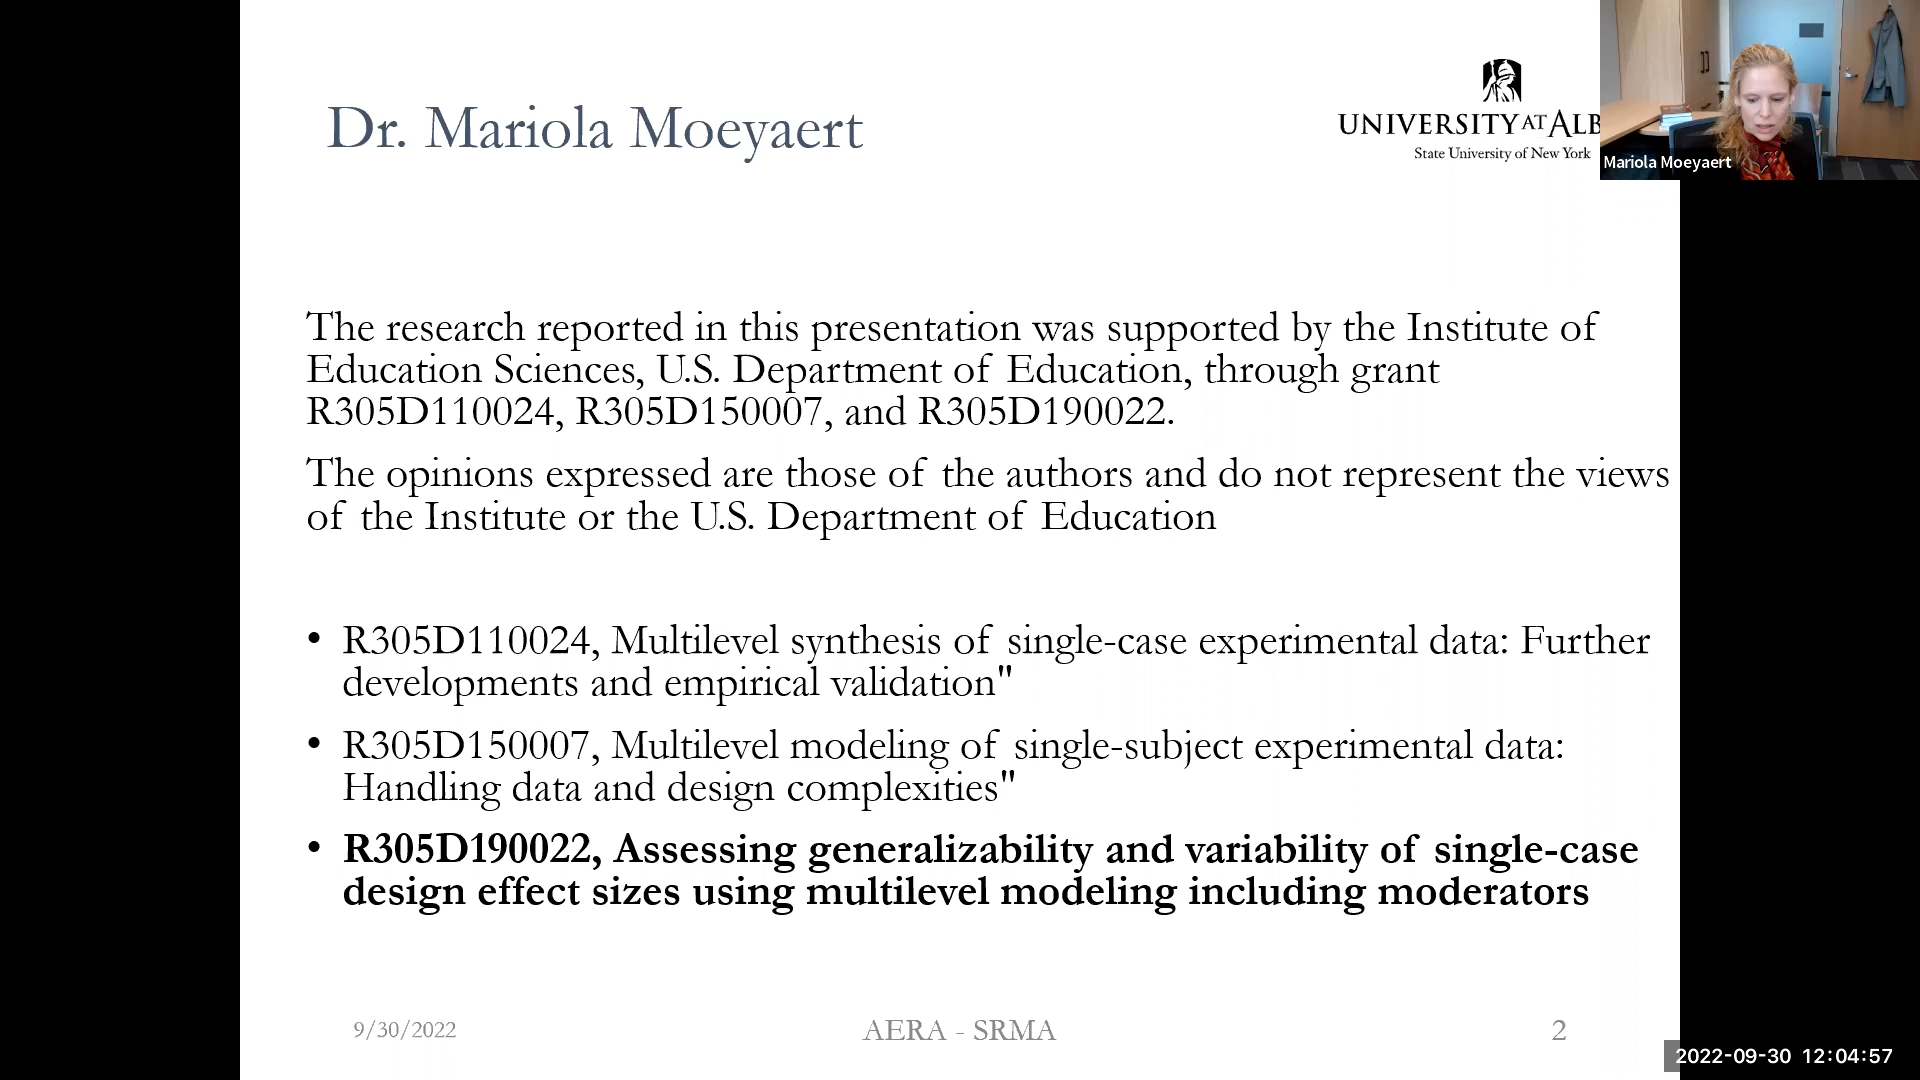 Dr. Mariola Moeyaert
UNIVERSITY AT ALB
State University of New York
Mariola Moeyaert
The research reported in this presentation was supported by the Institute of
Education Sciences, U.S. Department of Education, through grant
R305D110024, R305D150007, and R305D190022.
The opinions expressed are those of the authors and do not represent the views
of the Institute or the U.S. Department of Education
• R305D110024, Multilevel synthesis of single-case experimental data: Further
developments and empirical validation"
• R305D150007, Multilevel modeling of single-subject experimental data:
Handling data and design complexities"
• R305D190022, Assessing generalizability and variability of single-case
design effect sizes using multilevel modeling including moderators
9/30/2022
AERA - SRMA
2
2022-09-30 12:04:57